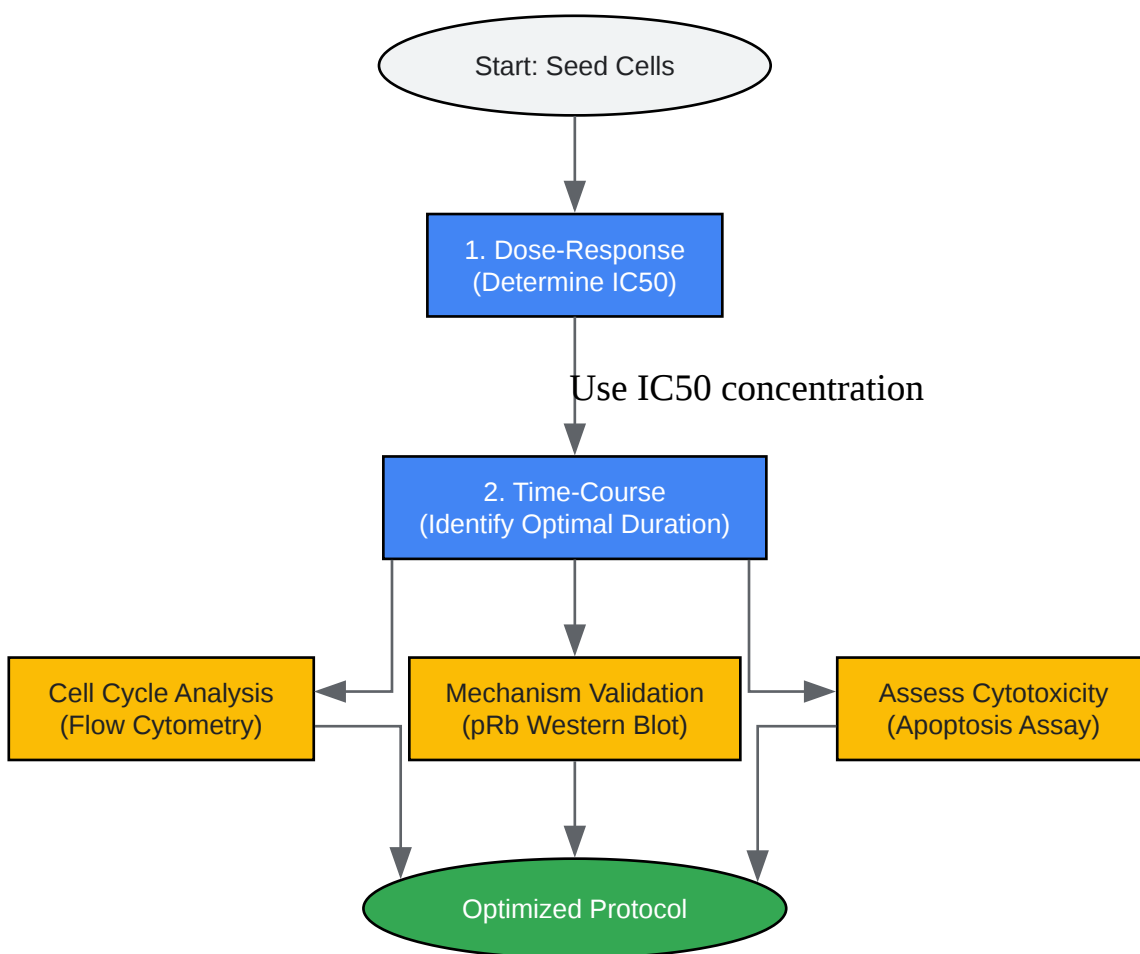 Start: Seed Cells
1. Dose-Response
(Determine IC50)
Use IC50 concentration
2. Time-Course
(Identify Optimal Duration)
Cell Cycle Analysis
(Flow Cytometry)
Mechanism Validation
(pRb Western Blot)
Assess Cytotoxicity
(Apoptosis Assay)
Optimized Protocol